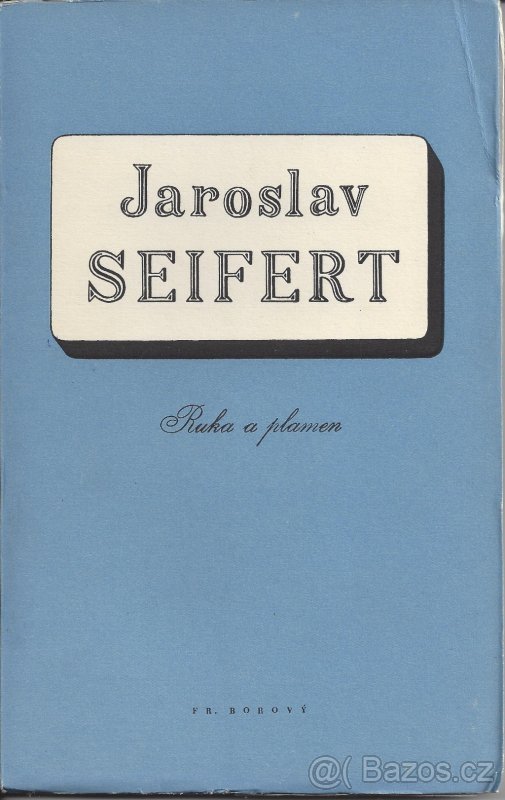 Jaroslav
SEIFERT
Ruka a plamen
FR. BOROVÝ
@( Bazos.cz